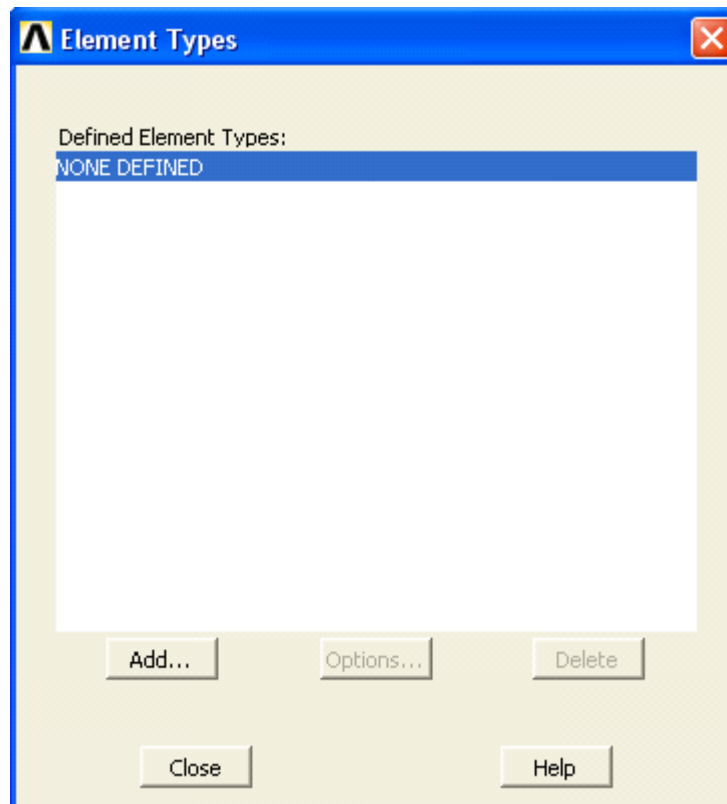 Element Types
Defined Element Types:
NONE DEFINED
Add... Options... Delete
Close Help